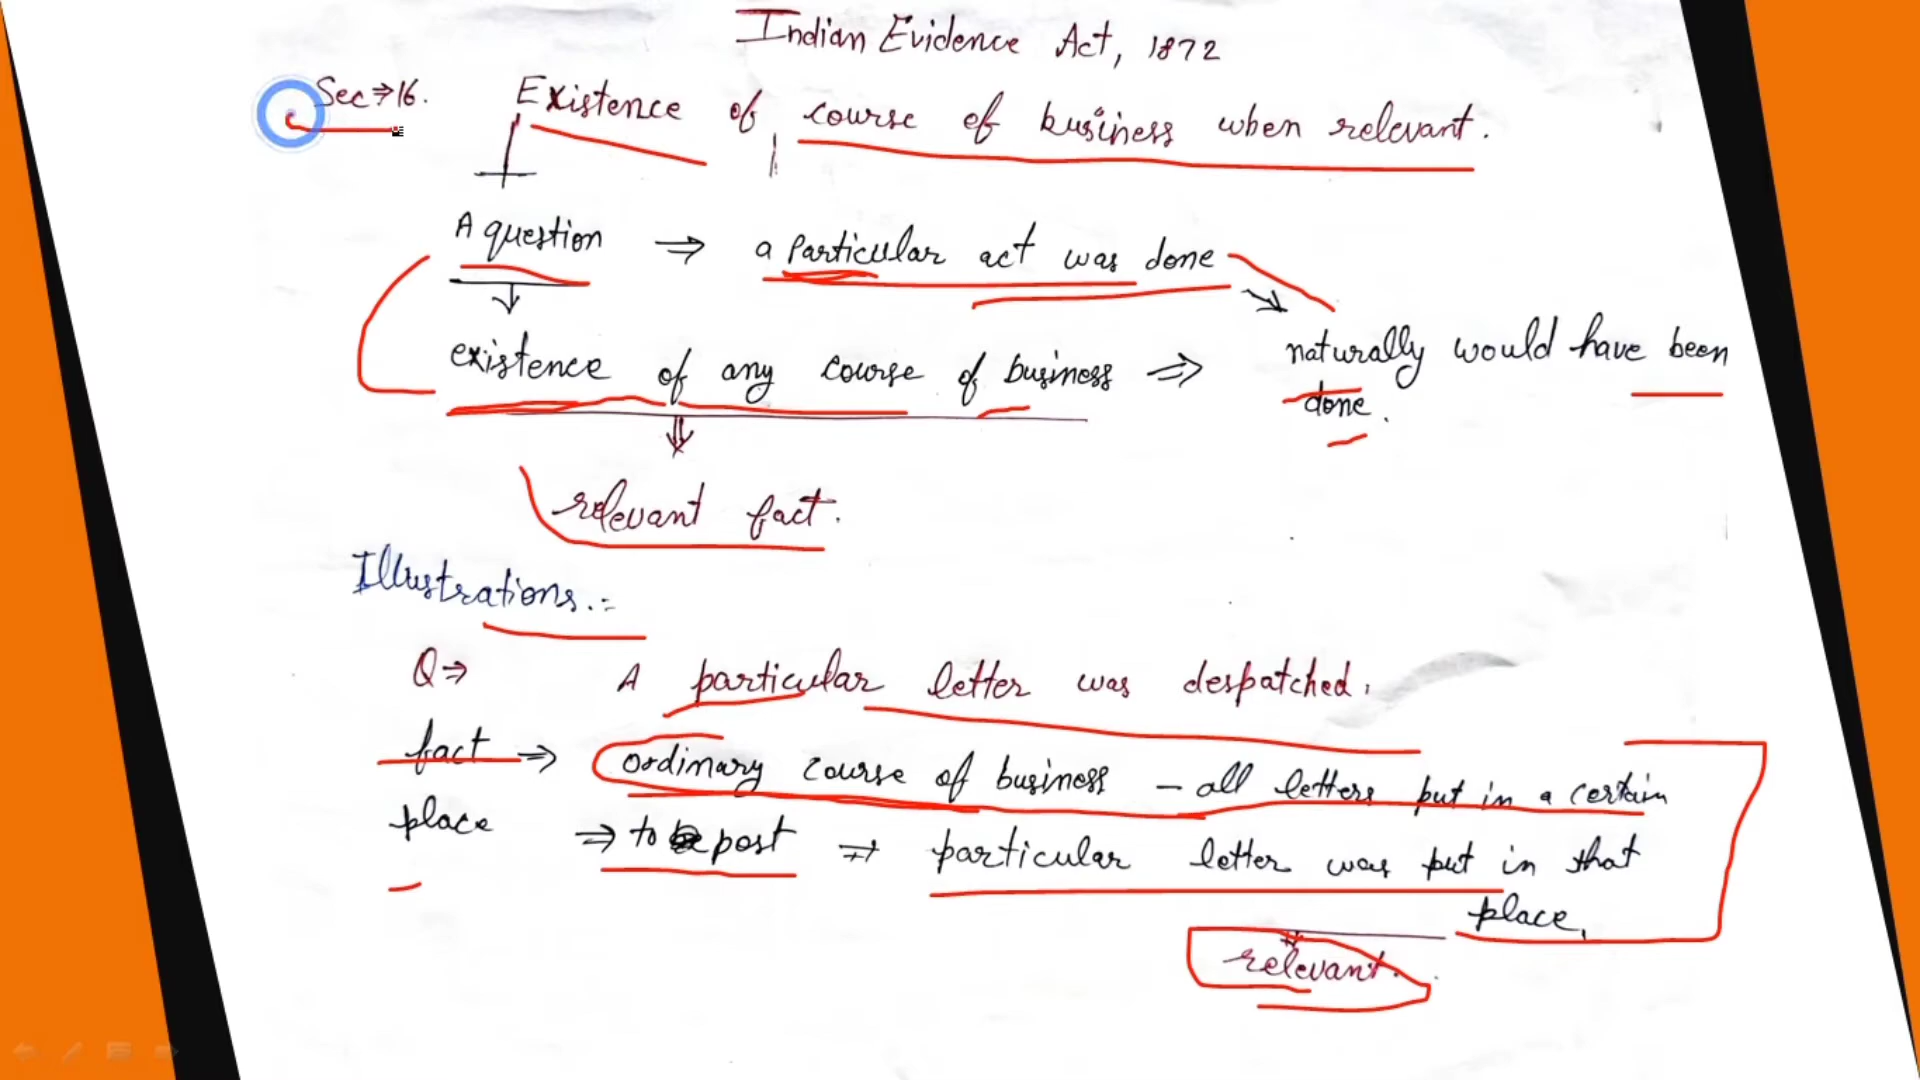 Indian Evidence Act, 1872
Sec ⇒ 16. Existence of course of business when relevant.
A question ⇒ a particular act was done
existence of any course of business ⇒ naturally would have been
done.
relevant fact.
Illustrations.:-
Q ⇒ A particular letter was despatched.
fact ⇒ ordinary course of business - all letters put in a certain
place ⇒ to post ⇒ particular letter was put in that
place,
relevant.